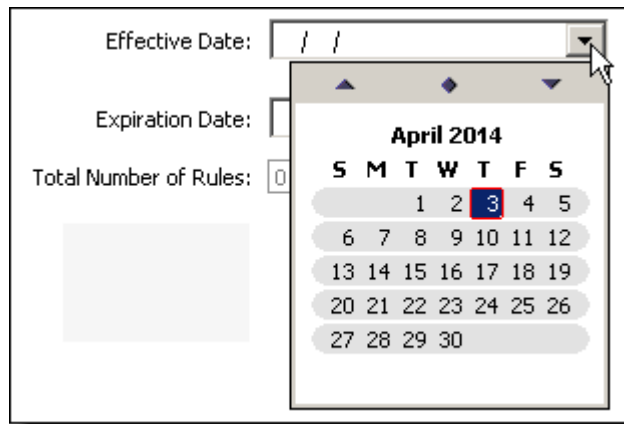 Effective Date: / /
Expiration Date:
April 2014
Total Number of Rules: 0
S M T W T F S
1 2 3 4 5
6 7 8 9 10 11 12
13 14 15 16 17 18 19
20 21 22 23 24 25 26
27 28 29 30